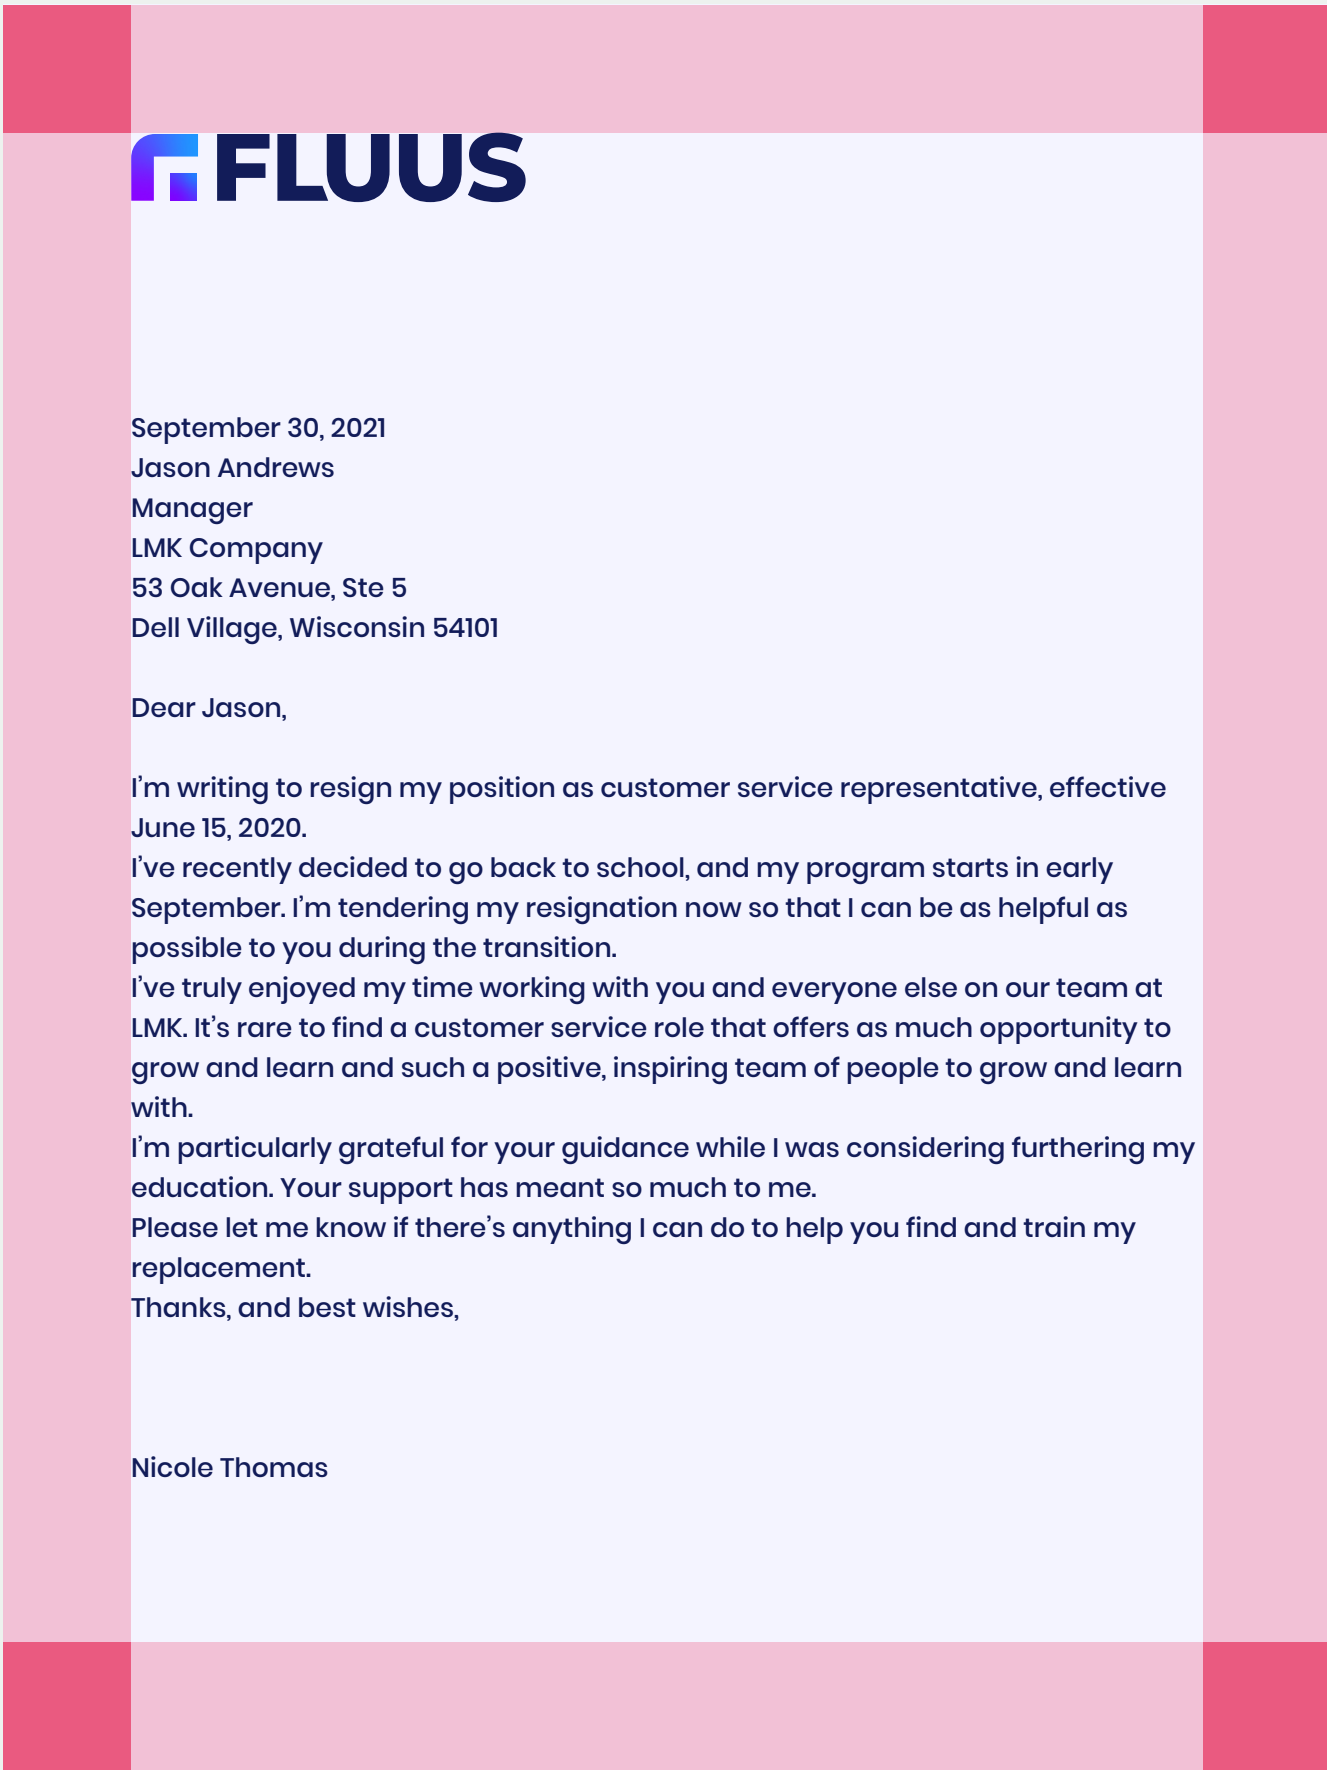 FLUUS
September 30, 2021
Jason Andrews
Manager
LMK Company
53 Oak Avenue, Ste 5
Dell Village, Wisconsin 54101
Dear Jason,
I’m writing to resign my position as customer service representative, effective
June 15, 2020.
I’ve recently decided to go back to school, and my program starts in early
September. I’m tendering my resignation now so that I can be as helpful as
possible to you during the transition.
I’ve truly enjoyed my time working with you and everyone else on our team at
LMK. It’s rare to find a customer service role that offers as much opportunity to
grow and learn and such a positive, inspiring team of people to grow and learn
with.
I’m particularly grateful for your guidance while I was considering furthering my
education. Your support has meant so much to me.
Please let me know if there’s anything I can do to help you find and train my
replacement.
Thanks, and best wishes,
Nicole Thomas